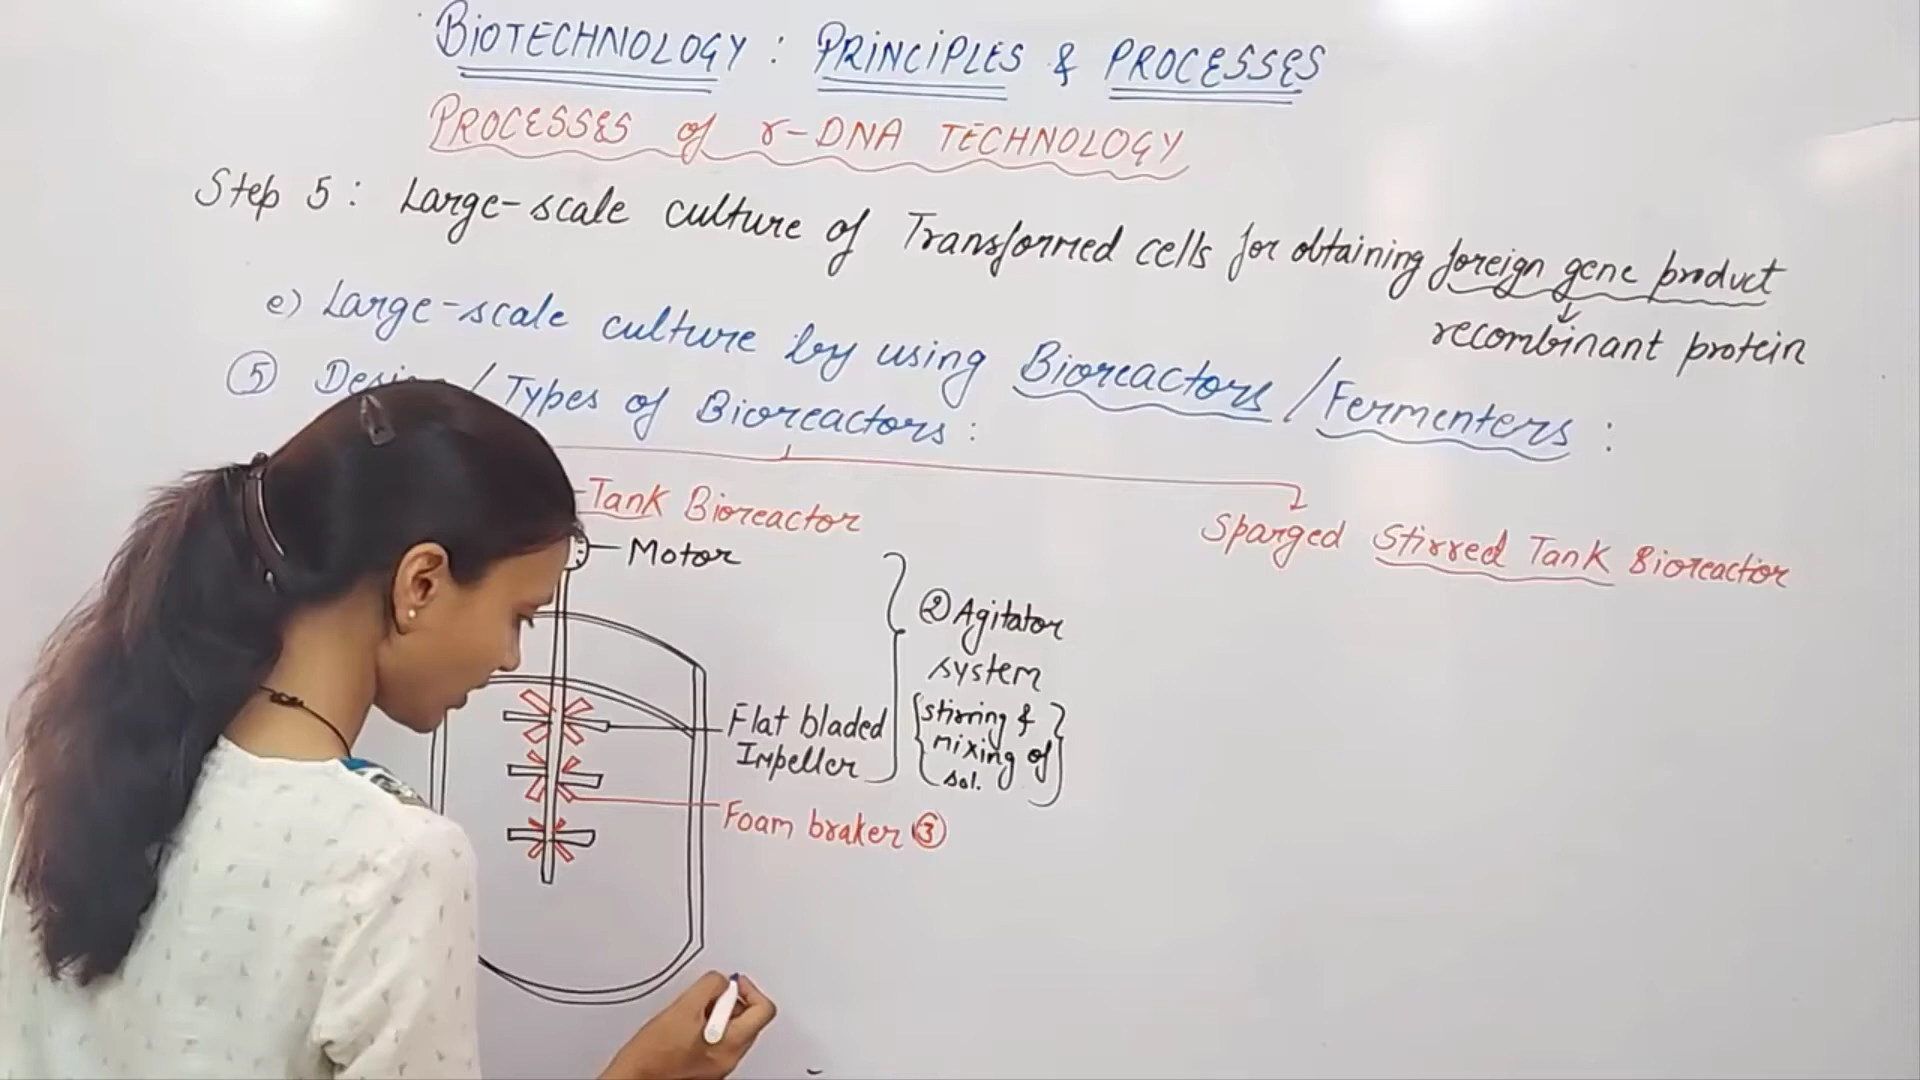 BIOTECHNOLOGY : PRINCIPLES & PROCESSES
PROCESSES of r-DNA TECHNOLOGY
Step 5 : Large-scale culture of Transformed cells for obtaining foreign gene product
recombinant protein
e) Large-scale culture by using Bioreactors / Fermenters :
⑤ / Types of Bioreactors :
-Tank Bioreactor
Sparged Stirred Tank Bioreactior
Motor
② Agitator
system
{stirring &
mixing of
sol.}
Flat bladed
Impeller
Foam braker ③